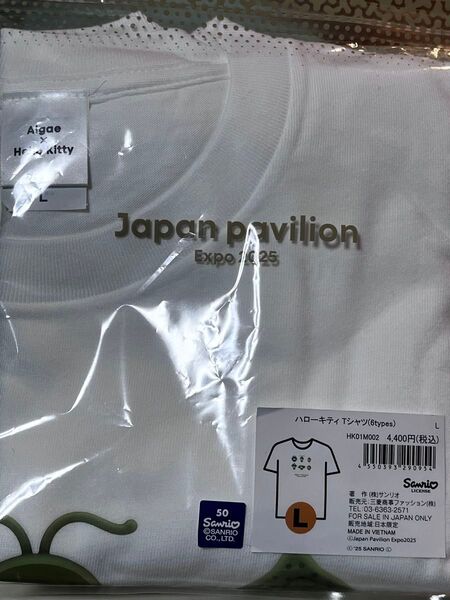 Algae
×
Hello Kitty
L
Japan pavilion
Expo 2025
ハローキティ Tシャツ(6types)
L
HK01M002 4,400円(税込)
4 550393 290954
L
Sanrio
LICENSE
著 作 (株)サンリオ
販売元:三菱商事ファッション(株)
TEL:03-6363-2571
FOR SALE IN JAPAN ONLY
販売地域:日本限定
MADE IN VIETNAM
ⒸJapan Pavilion Expo2025
Ⓒ'25 SANRIO Ⓛ
50
Sanrio
ⒸSANRIO
CO.,LTD.